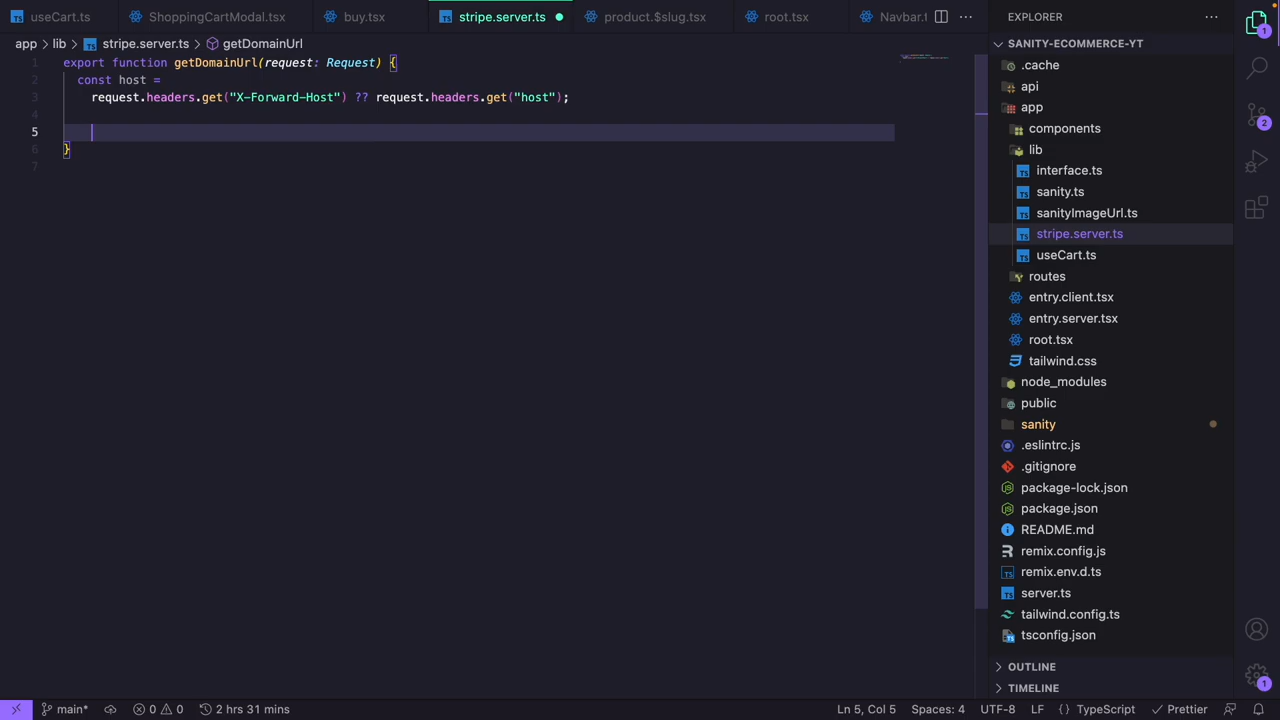 useCart.ts
ShoppingCartModal.tsx
buy.tsx
stripe.server.ts
product.$slug.tsx
root.tsx
Navbar.t
app > lib > stripe.server.ts > getDomainUrl
1 export function getDomainUrl(request: Request) {
2 const host =
3 request.headers.get("X-Forward-Host") ?? request.headers.get("host");
4
5
6 }
7
EXPLORER
SANITY-ECOMMERCE-YT
.cache
api
app
components
lib
interface.ts
sanity.ts
sanityImageUrl.ts
stripe.server.ts
useCart.ts
routes
entry.client.tsx
entry.server.tsx
root.tsx
tailwind.css
node_modules
public
sanity
.eslintrc.js
.gitignore
package-lock.json
package.json
README.md
remix.config.js
remix.env.d.ts
server.ts
tailwind.config.ts
tsconfig.json
OUTLINE
TIMELINE
1
2
1
main* 0 0 2 hrs 31 mins Ln 5, Col 5 Spaces: 4 UTF-8 LF {} TypeScript Prettier